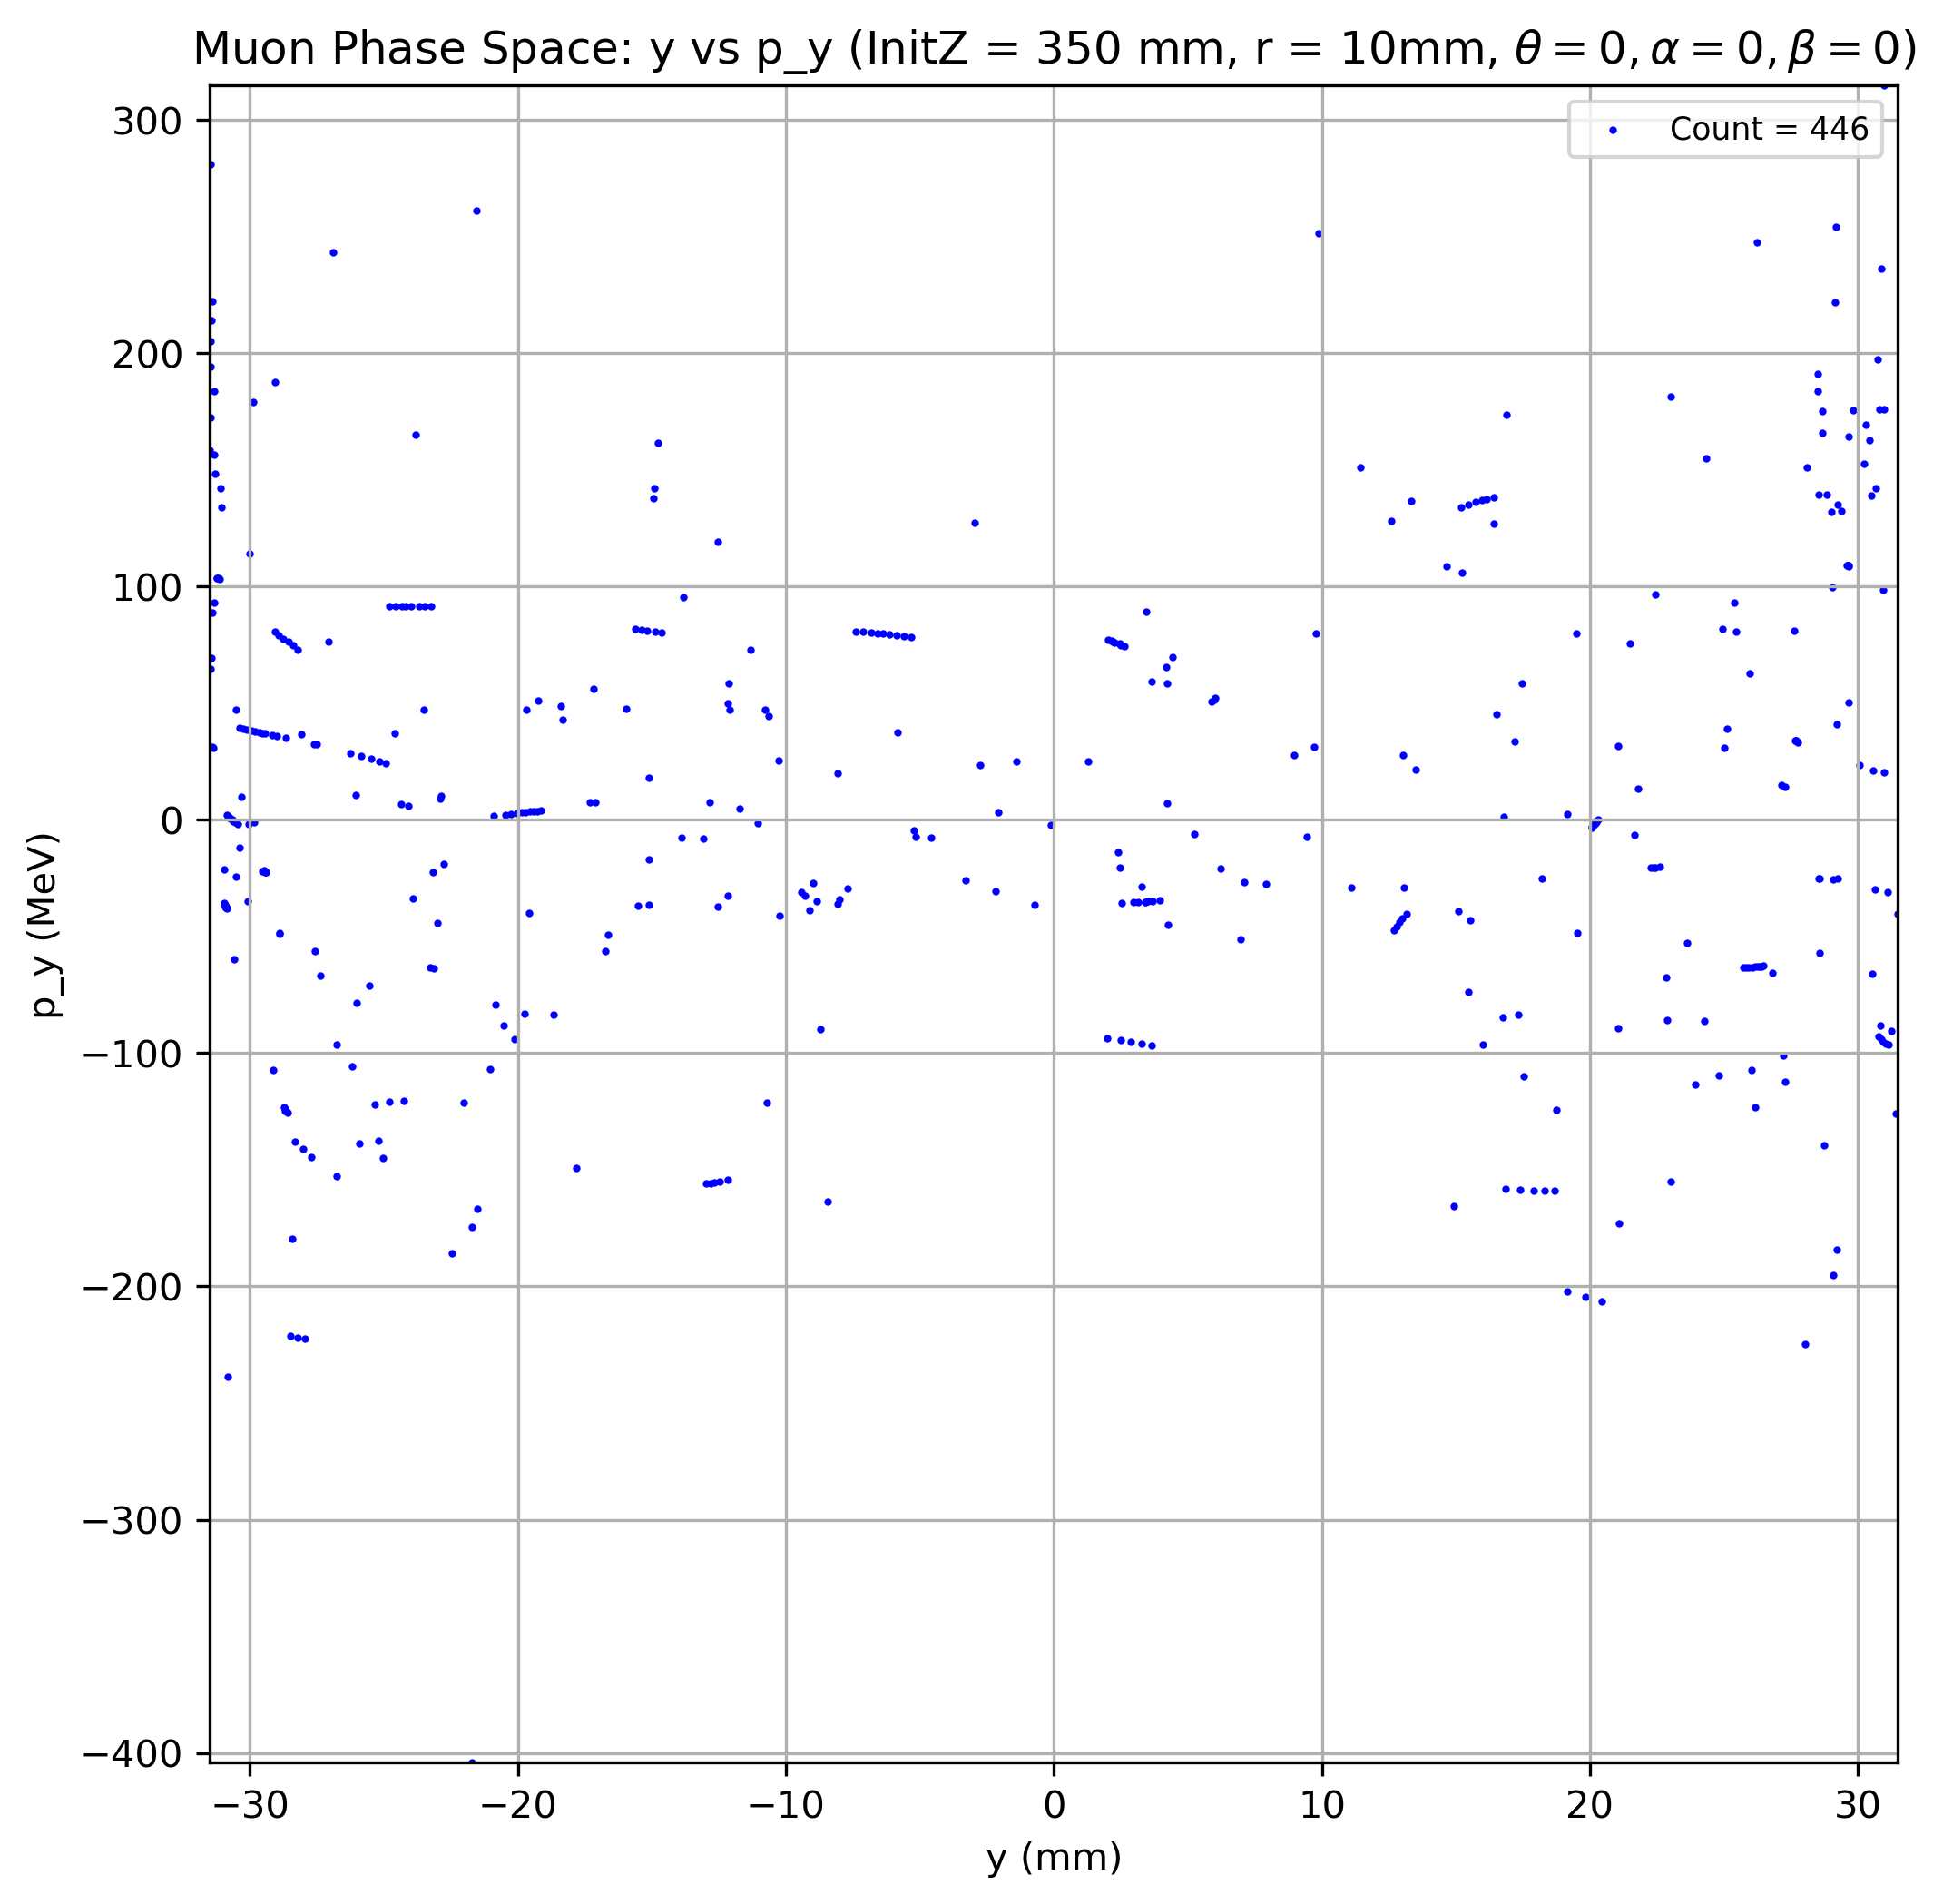 Muon Phase Space: y vs p_y (InitZ = 350 mm, r = 10mm, θ = 0, α = 0, β = 0)
Count = 446
300
200
100
0
−100
−200
−300
−400
p_y (MeV)
−30 −20 −10 0 10 20 30
y (mm)